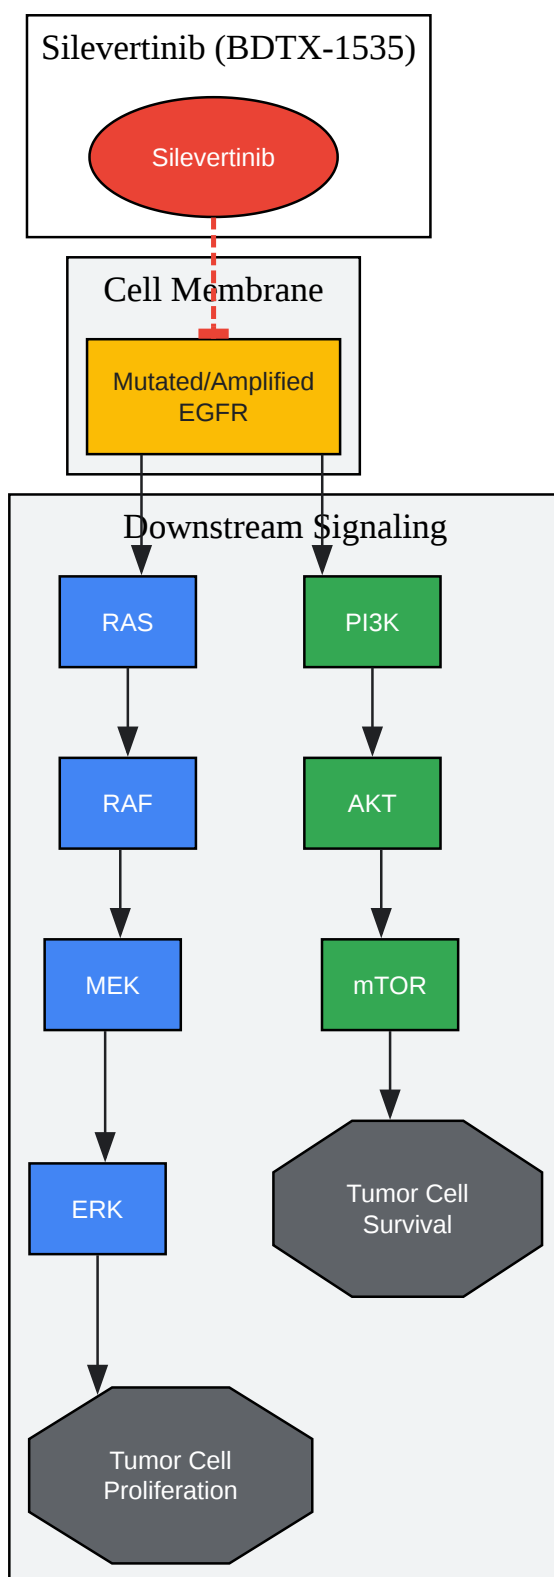 Silevertinib (BDTX-1535)
Silevertinib
Cell Membrane
Mutated/Amplified
EGFR
Downstream Signaling
RAS
PI3K
RAF
AKT
MEK
mTOR
ERK
Tumor Cell
Survival
Tumor Cell
Proliferation